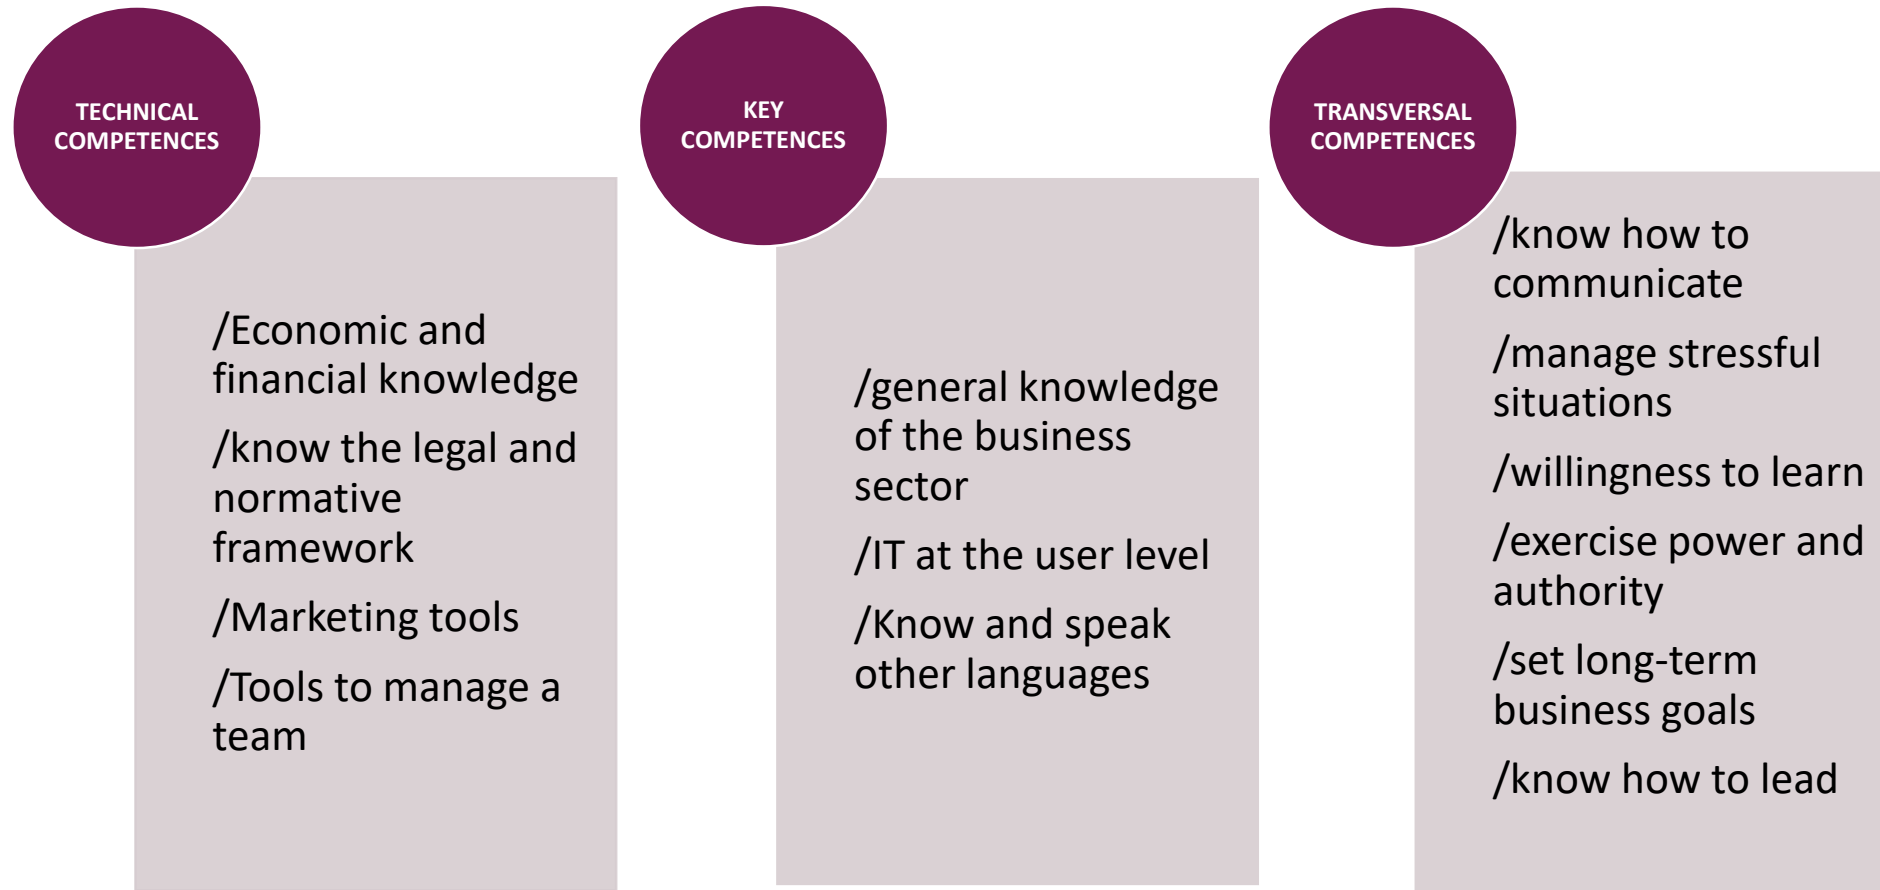 TECHNICAL
COMPETENCES
/Economic and
financial knowledge
/know the legal and
normative
framework
/Marketing tools
/Tools to manage a
team
KEY
COMPETENCES
/general knowledge
of the business
sector
/IT at the user level
/Know and speak
other languages
TRANSVERSAL
COMPETENCES
/know how to
communicate
/manage stressful
situations
/willingness to learn
/exercise power and
authority
/set long-term
business goals
/know how to lead